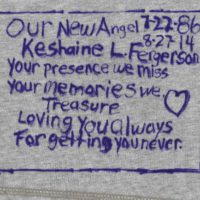 Our New Angel 7-22-86
Keshaine L. Fergerson 8-27-14
Your presence we miss
Your memories we
Treasure
Loving you always
Forgetting you never.